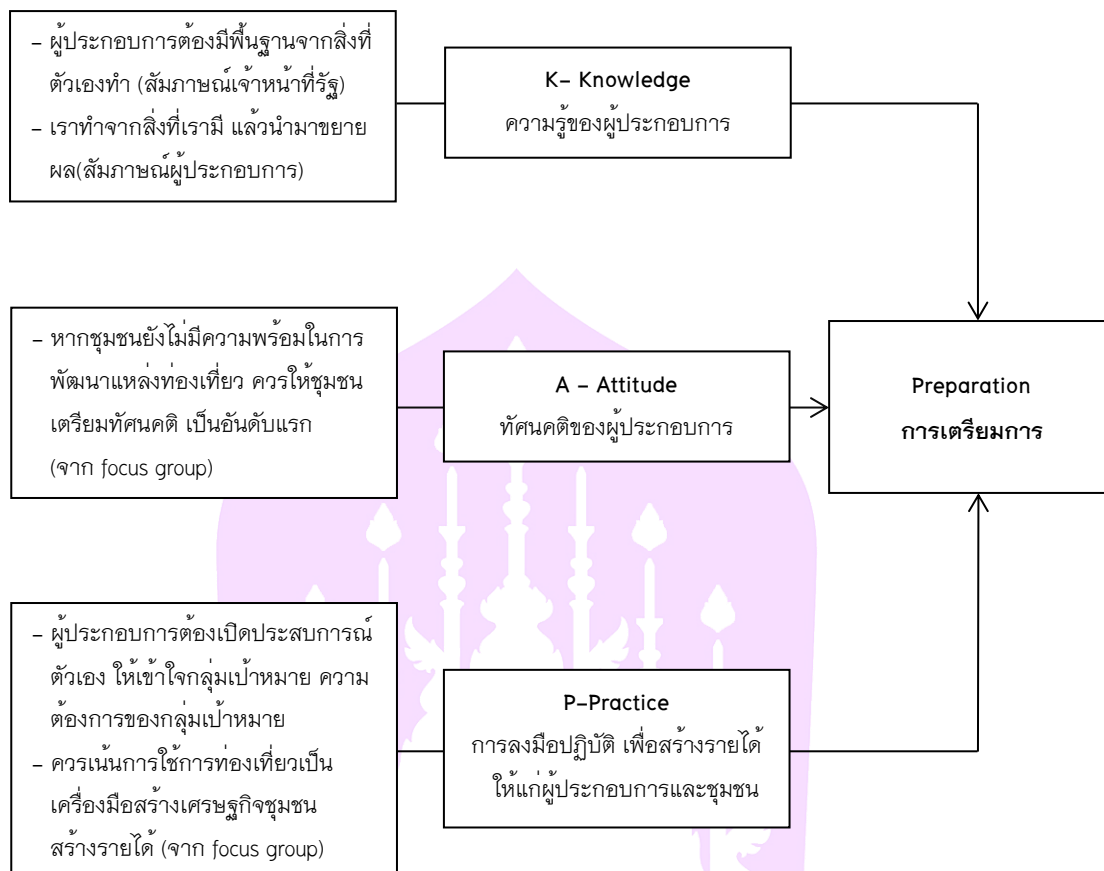 – ผู้ประกอบการต้องมีพื้นฐานจากสิ่งที่
ตัวเองทำ (สัมภาษณ์เจ้าหน้าที่รัฐ)
– เราทำจากสิ่งที่เรามี แล้วนำมาขยาย
ผล(สัมภาษณ์ผู้ประกอบการ)
K– Knowledge
ความรู้ของผู้ประกอบการ
– หากชุมชนยังไม่มีความพร้อมในการ
พัฒนาแหล่งท่องเที่ยว ควรให้ชุมชน
เตรียมทัศนคติ เป็นอันดับแรก
(จาก focus group)
A – Attitude
ทัศนคติของผู้ประกอบการ
Preparation
การเตรียมการ
– ผู้ประกอบการต้องเปิดประสบการณ์
ตัวเอง ให้เข้าใจกลุ่มเป้าหมาย ความ
ต้องการของกลุ่มเป้าหมาย
– ควรเน้นการใช้การท่องเที่ยวเป็น
เครื่องมือสร้างเศรษฐกิจชุมชน
สร้างรายได้ (จาก focus group)
P–Practice
การลงมือปฏิบัติ เพื่อสร้างรายได้
ให้แก่ผู้ประกอบการและชุมชน